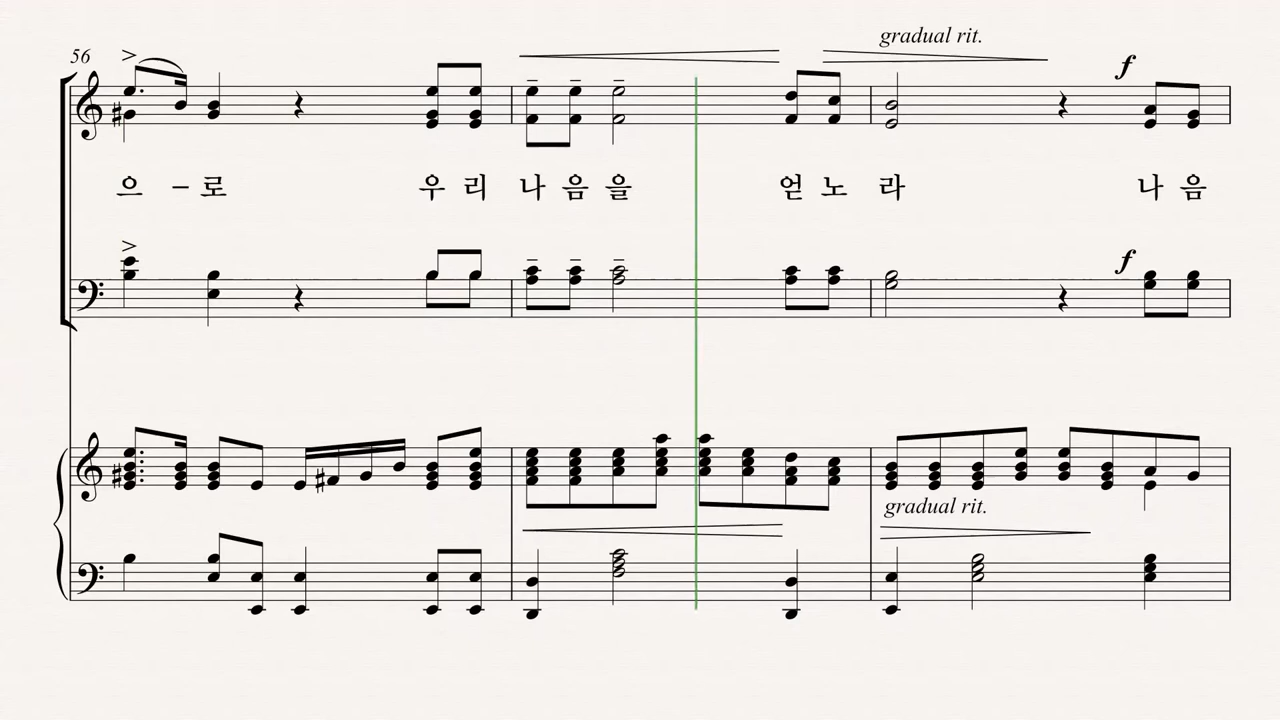 gradual rit.
56
f
으 – 로 우 리 나 음 을 얻 노 라 나 음
f
gradual rit.